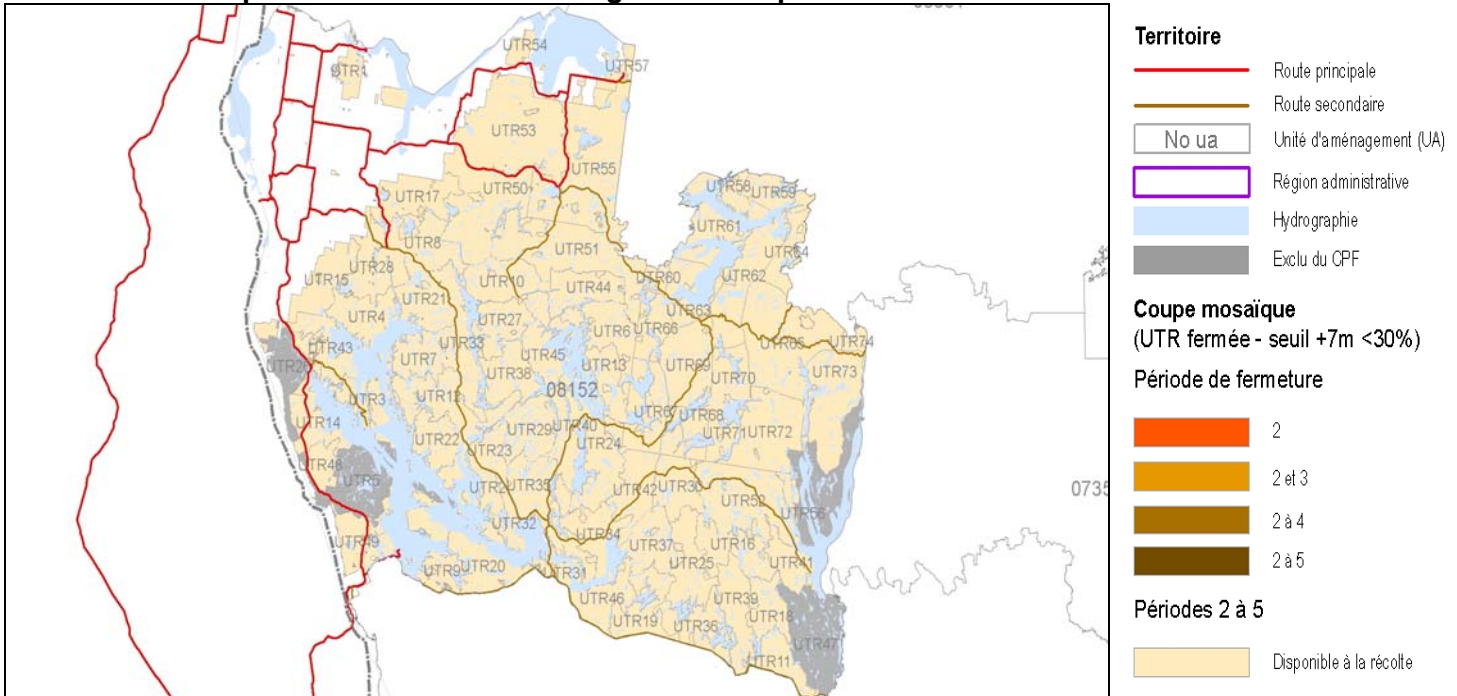 UTR54
UTR57
UTR1
UTR53
UTR55
UTR50
UTR17
UTR58
UTR59
UTR61
UTR8
UTR51
UTR64
UTR28
UTR15
UTR10
UTR44
UTR60
UTR62
UTR21
UTR4
UTR27
UTR6
UTR66
UTR63
UTR43
UTR7
UTR33
UTR45
UTR13
UTR69
UTR74
UTR73
UTR38
UTR70
08152
UTR3
UTR12
UTR14
UTR67
UTR68
UTR22
UTR29
UTR40
UTR24
UTR71
UTR72
UTR23
UTR48
UTR5
UTR35
UTR42
UTR52
UTR56
UTR32
UTR49
UTR34
UTR37
UTR16
UTR25
UTR41
UTR9
UTR20
UTR31
UTR46
UTR39
UTR18
UTR19
UTR36
UTR47
UTR11
Territoire
Route principale
Route secondaire
No ua
Unité d'aménagement (UA)
Région administrative
Hydrographie
Exclu du CPF
Coupe mosaïque
(UTR fermée - seuil +7m <30%)
Période de fermeture
2
2 et 3
2 à 4
2 à 5
Périodes 2 à 5
Disponible à la récolte